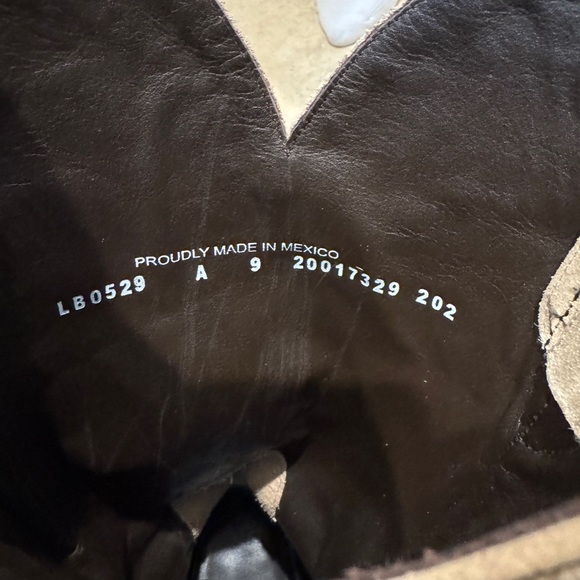 PROUDLY MADE IN MEXICO
LB0529 A 9 20017329 202